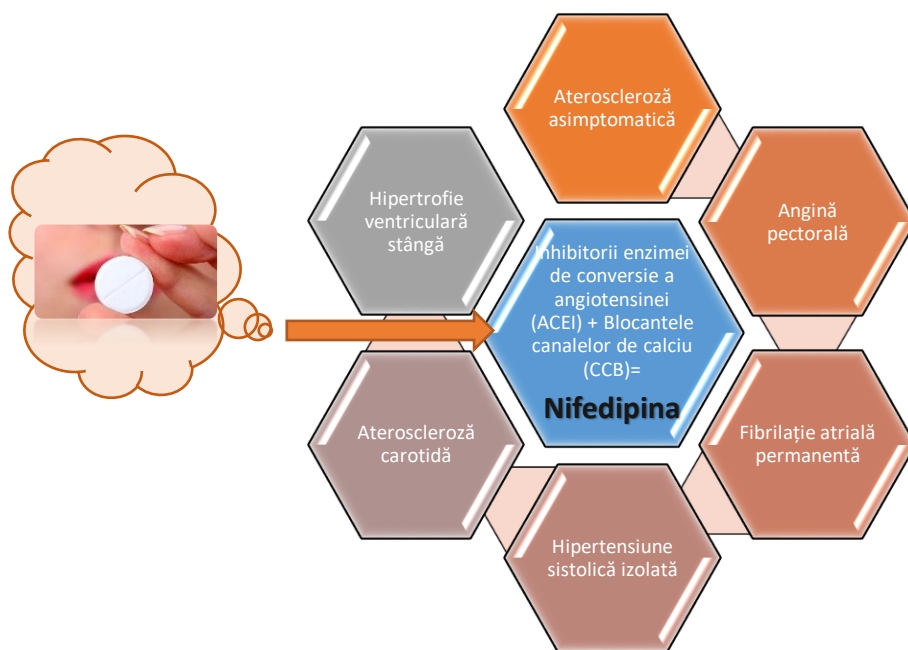 Ateroscleroză
asimptomatică
Hipertrofie
ventriculară
stângă
Angină
pectorală
Inhibitorii enzimei
de conversie a
angiotensinei
(ACEI) + Blocantele
canalelor de calciu
(CCB)=
Nifedipina
Ateroscleroză
carotidă
Fibrilație atrială
permanentă
Hipertensiune
sistolică izolată